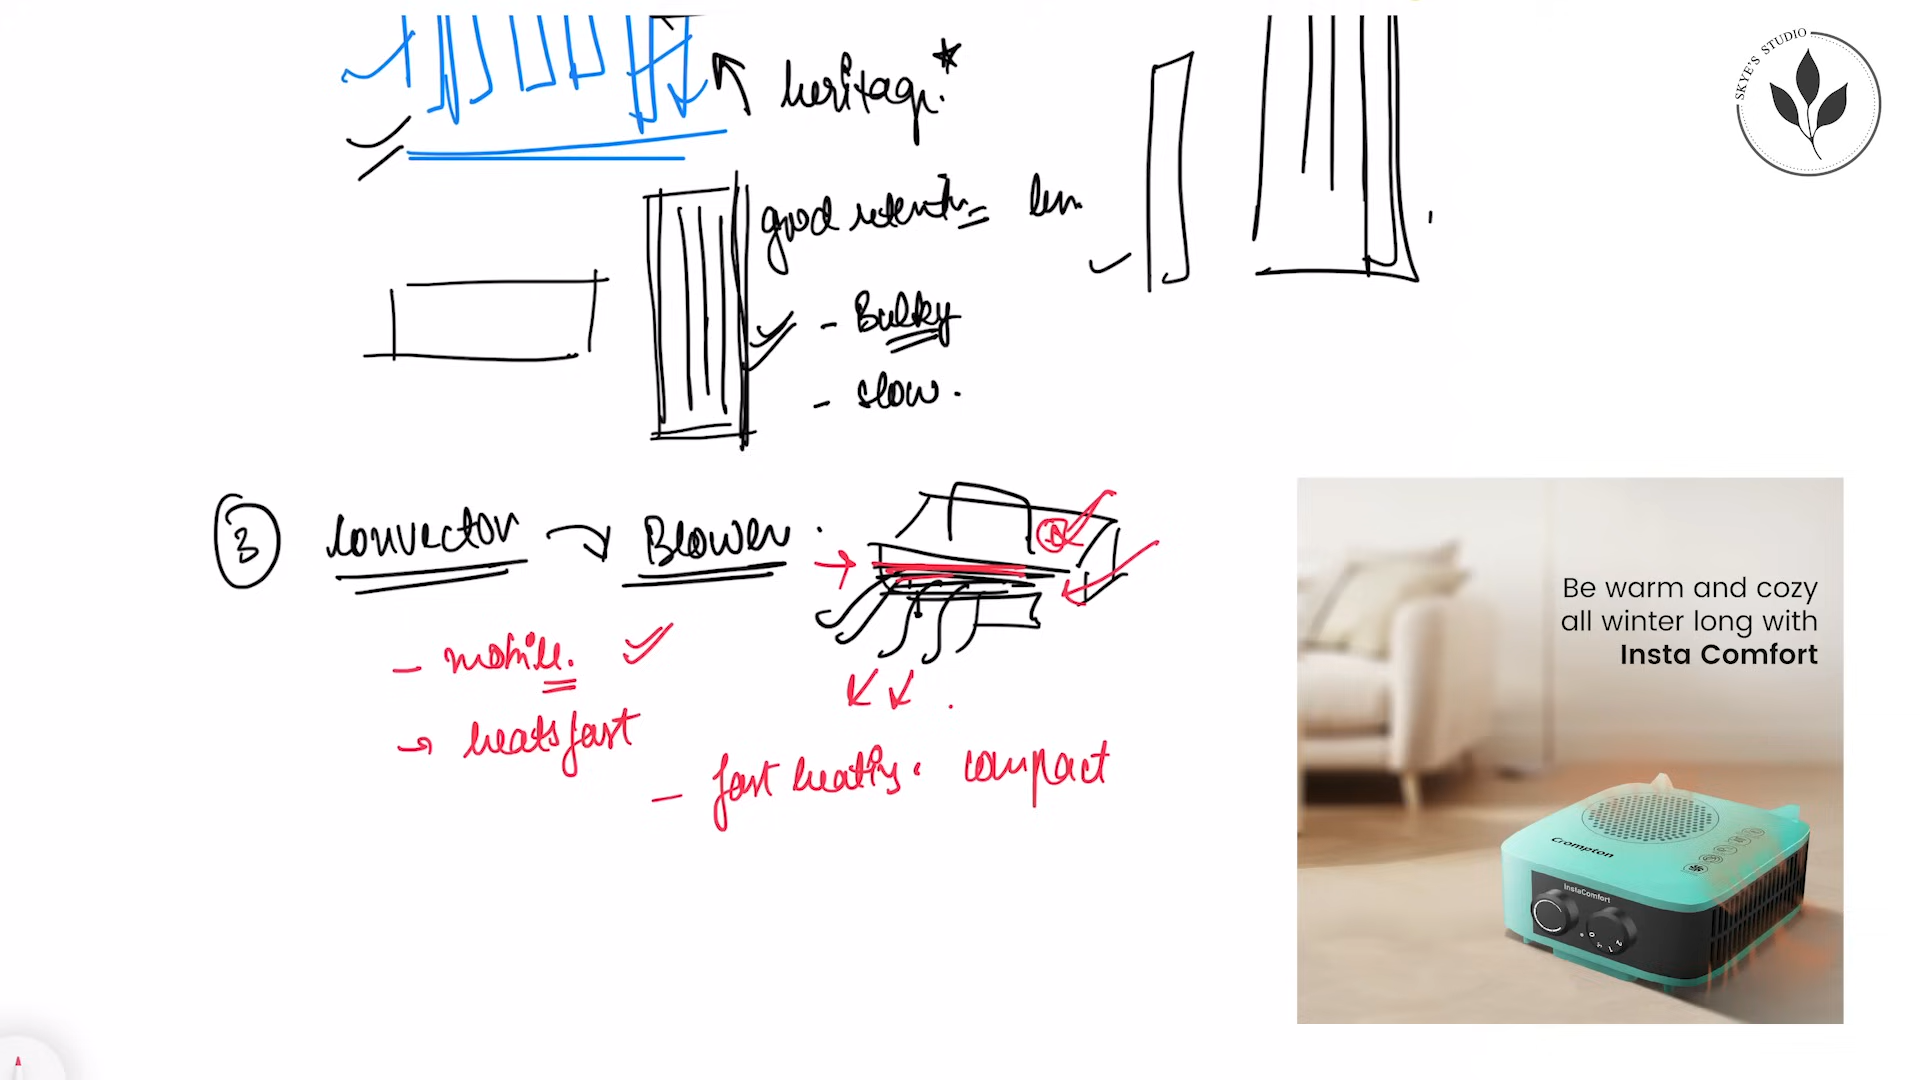 SKYE'S STUDIO
heritage. *
good retention
- Bulky
- slow.
3 Convector → Blower.
- mobile.
→ heats fast
- fast heating. compact
Be warm and cozy
all winter long with
Insta Comfort
Crompton
InstaComfort